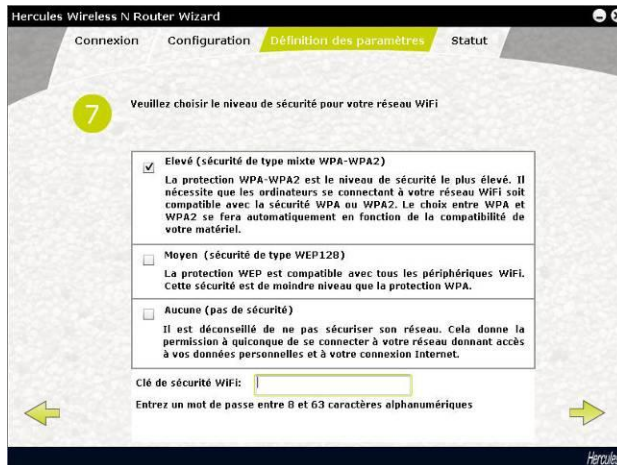 Hercules Wireless N Router Wizard
Connexion Configuration Définition des paramètres Statut
7 Veuillez choisir le niveau de sécurité pour votre réseau WiFi
Elevé (sécurité de type mixte WPA-WPA2)
La protection WPA-WPA2 est le niveau de sécurité le plus élevé. Il
nécessite que les ordinateurs se connectant à votre réseau WiFi soit
compatible avec la sécurité WPA ou WPA2. Le choix entre WPA et
WPA2 se fera automatiquement en fonction de la compatibilité de
votre matériel.
Moyen (sécurité de type WEP128)
La protection WEP est compatible avec tous les périphériques WiFi.
Cette sécurité est de moindre niveau que la protection WPA.
Aucune (pas de sécurité)
Il est déconseillé de ne pas sécuriser son réseau. Cela donne la
permission à quiconque de se connecter à votre réseau donnant accès
à vos données personnelles et à votre connexion Internet.
Clé de sécurité WiFi:
Entrez un mot de passe entre 8 et 63 caractères alphanumériques
Hercules